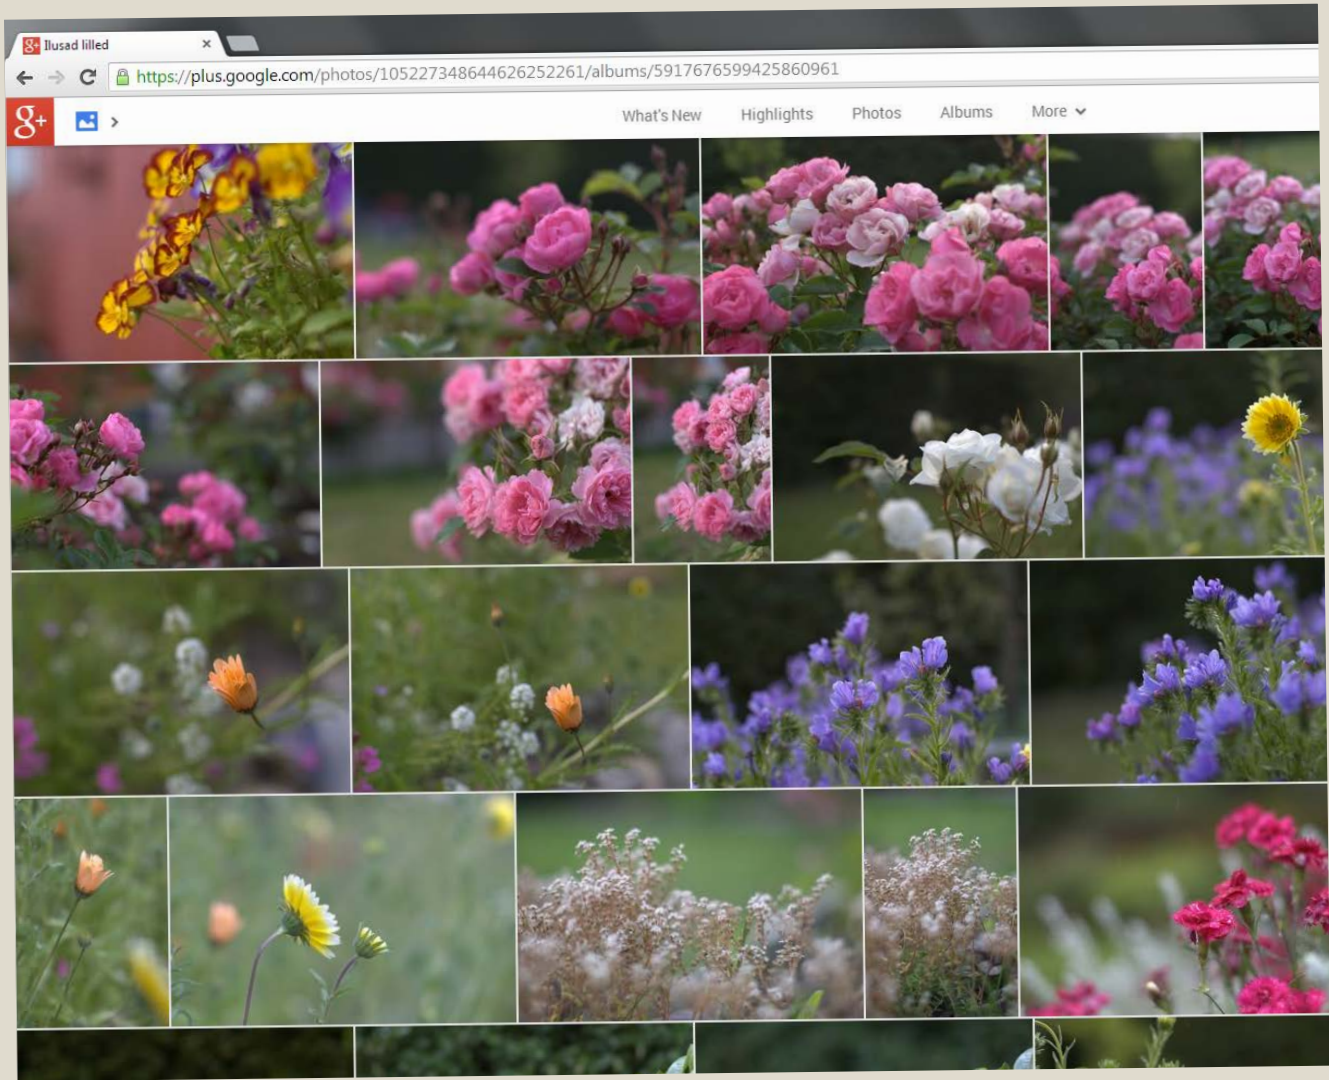 g+ Ilusad lilled ×
https://plus.google.com/photos/105227348644626252261/albums/5917676599425860961
g+ What's New Highlights Photos Albums More